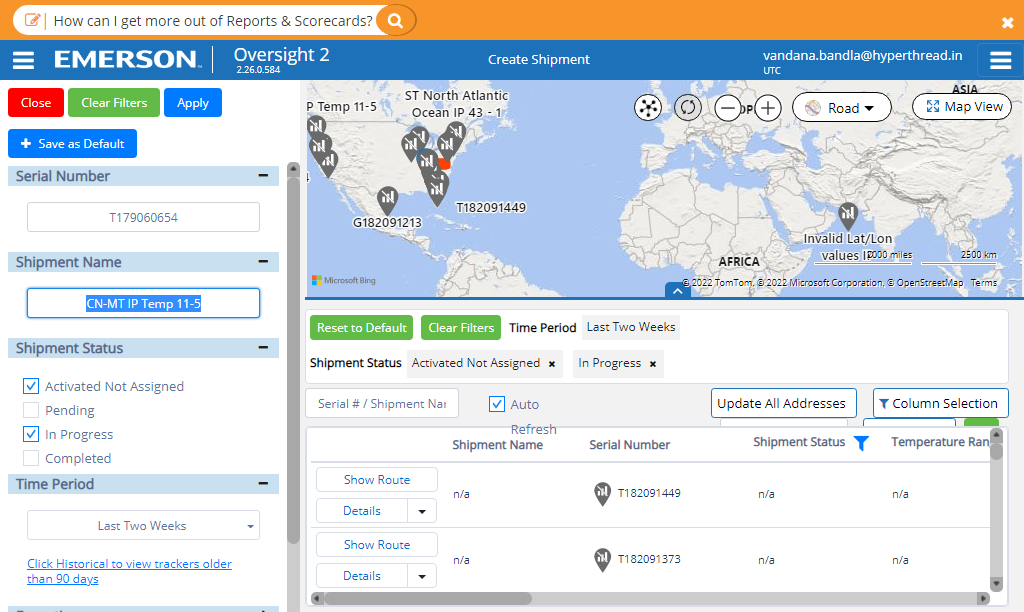 How can I get more out of Reports & Scorecards?
EMERSON
Oversight 2
2.26.0.584
Create Shipment
vandana.bandla@hyperthread.in
UTC
Close
Clear Filters
Apply
+ Save as Default
Serial Number
T179060654
Shipment Name
CN-MT IP Temp 11-5
Shipment Status
Activated Not Assigned
Pending
In Progress
Completed
Time Period
Last Two Weeks
Click Historical to view trackers older
than 90 days
P Temp 11-5
ST North Atlantic
Ocean IP 43 - 1
ASIA
Road
Map View
T182091449
G182091213
Invalid Lat/Lon
values I
AFRICA
miles
2500 km
Microsoft Bing
© 2022 TomTom, © 2022 Microsoft Corporation, © OpenStreetMap Terms
Reset to Default
Clear Filters
Time Period
Last Two Weeks
Shipment Status
Activated Not Assigned ×
In Progress ×
Serial # / Shipment Nar
Auto
Refresh
Update All Addresses
Column Selection
Shipment Name
Serial Number
Shipment Status
Temperature Ran
Show Route
Details
n/a
T182091449
n/a
n/a
Show Route
Details
n/a
T182091373
n/a
n/a